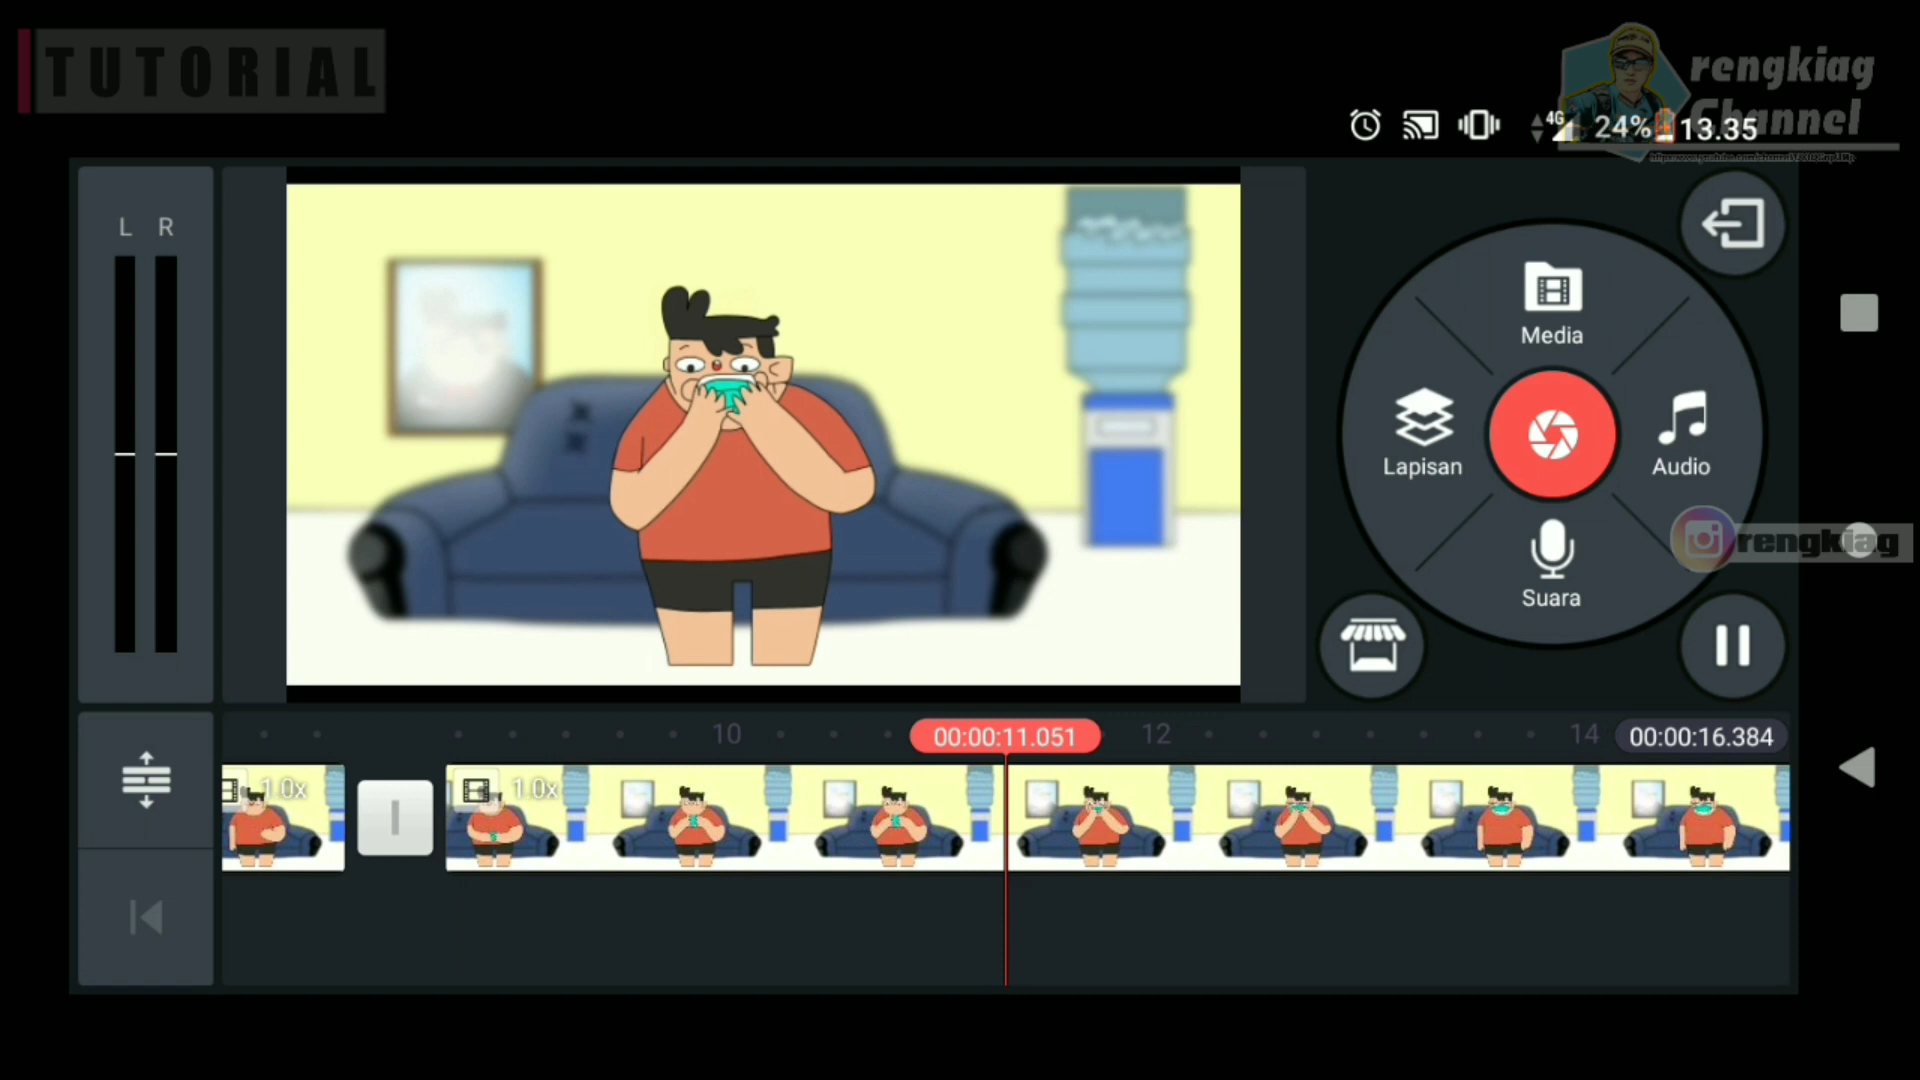 TUTORIAL
rengkiag
Channel
4G
24%
13.35
L R
Media
Lapisan
Audio
Suara
rengkiag
10
00:00:11.051
12
14
00:00:16.384
1.0x
1.0x